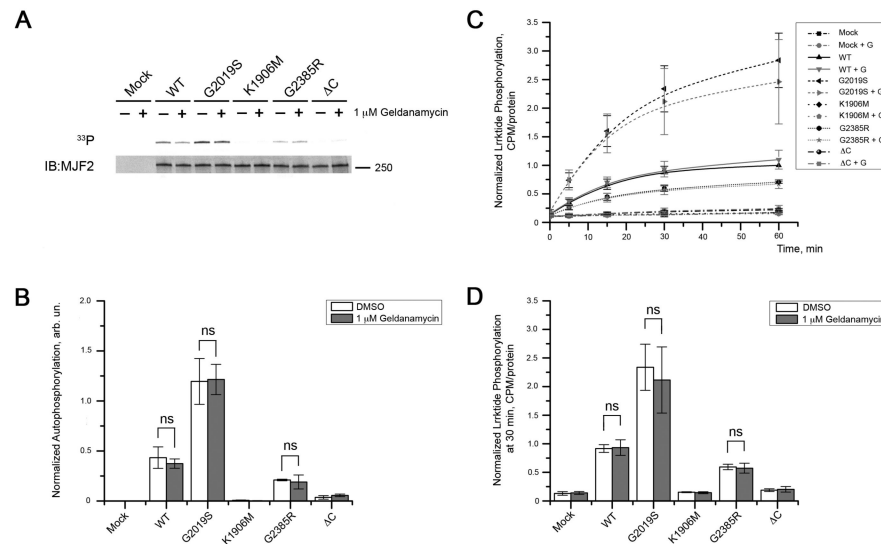 A
Mock
WT
G2019S
K1906M
G2385R
ΔC
– + – + – + – + – + – + 1 μM Geldanamycin
33P
IB:MJF2
250
B
Normalized Autophosphorylation, arb. un.
2.0
1.5
1.0
0.5
0.0
DMSO
1 μM Geldanamycin
ns
ns
ns
Mock
WT
G2019S
K1906M
G2385R
ΔC
C
Normalized Lrrktide Phosphorylation,
CPM/protein
3.5
3.0
2.5
2.0
1.5
1.0
0.5
0.0
0 10 20 30 40 50 60
Time, min
Mock
Mock + G
WT
WT + G
G2019S
G2019S + G
K1906M
K1906M + G
G2385R
G2385R + G
ΔC
ΔC + G
D
Normalized Lrrktide Phosphorylation
at 30 min, CPM/protein
3.5
3.0
2.5
2.0
1.5
1.0
0.5
0.0
DMSO
1 μM Geldanamycin
ns
ns
ns
Mock
WT
G2019S
K1906M
G2385R
ΔC